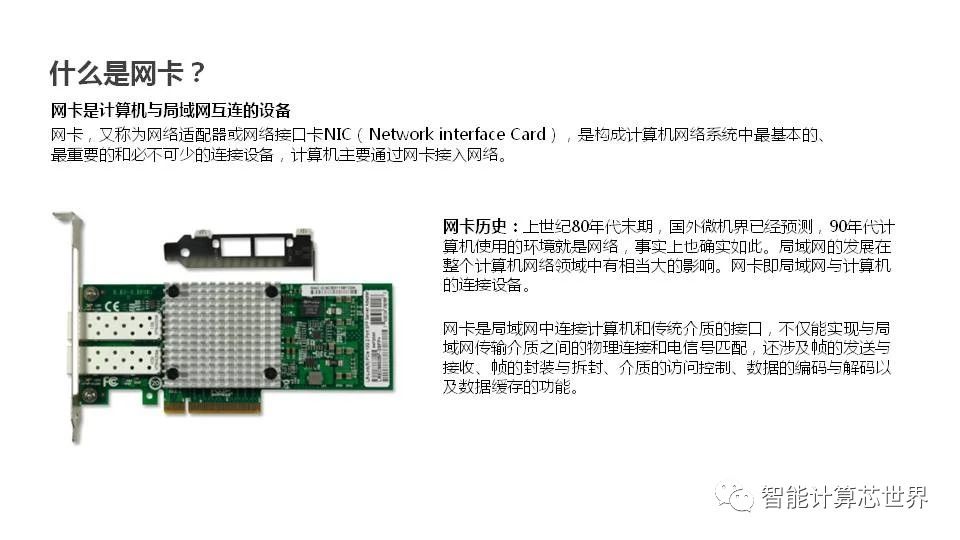 什么是网卡？
网卡是计算机与局域网互连的设备
网卡，又称为网络适配器或网络接口卡NIC（ Network interface Card），是构成计算机网络系统中最基本的、
最重要的和必不可少的连接设备，计算机主要通过网卡接入网络。
网卡历史：上世纪80年代末期，国外微机界已经预测，90年代计
算机使用的环境就是网络，事实上也确实如此。局域网的发展在
整个计算机网络领域中有相当大的影响。网卡即局域网与计算机
的连接设备。
网卡是局域网中连接计算机和传统介质的接口，不仅能实现与局
域网传输介质之间的物理连接和电信号匹配，还涉及帧的发送与
接收、帧的封装与拆封、介质的访问控制、数据的编码与解码以
及数据缓存的功能。
CE
FC
智能计算芯世界